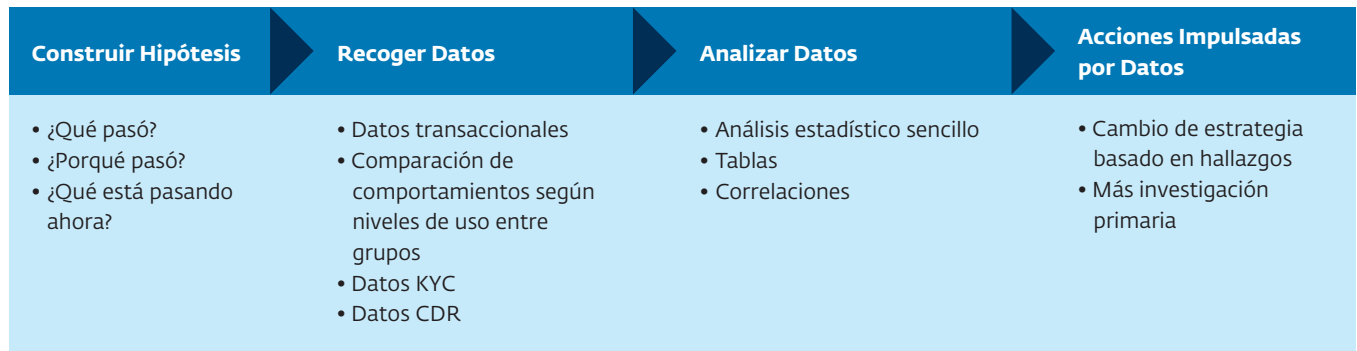 Construir Hipótesis
Recoger Datos
Analizar Datos
Acciones Impulsadas
por Datos
• ¿Qué pasó?
• ¿Porqué pasó?
• ¿Qué está pasando
ahora?
• Datos transaccionales
• Comparación de
comportamientos según
niveles de uso entre
grupos
• Datos KYC
• Datos CDR
• Análisis estadístico sencillo
• Tablas
• Correlaciones
• Cambio de estrategia
basado en hallazgos
• Más investigación
primaria